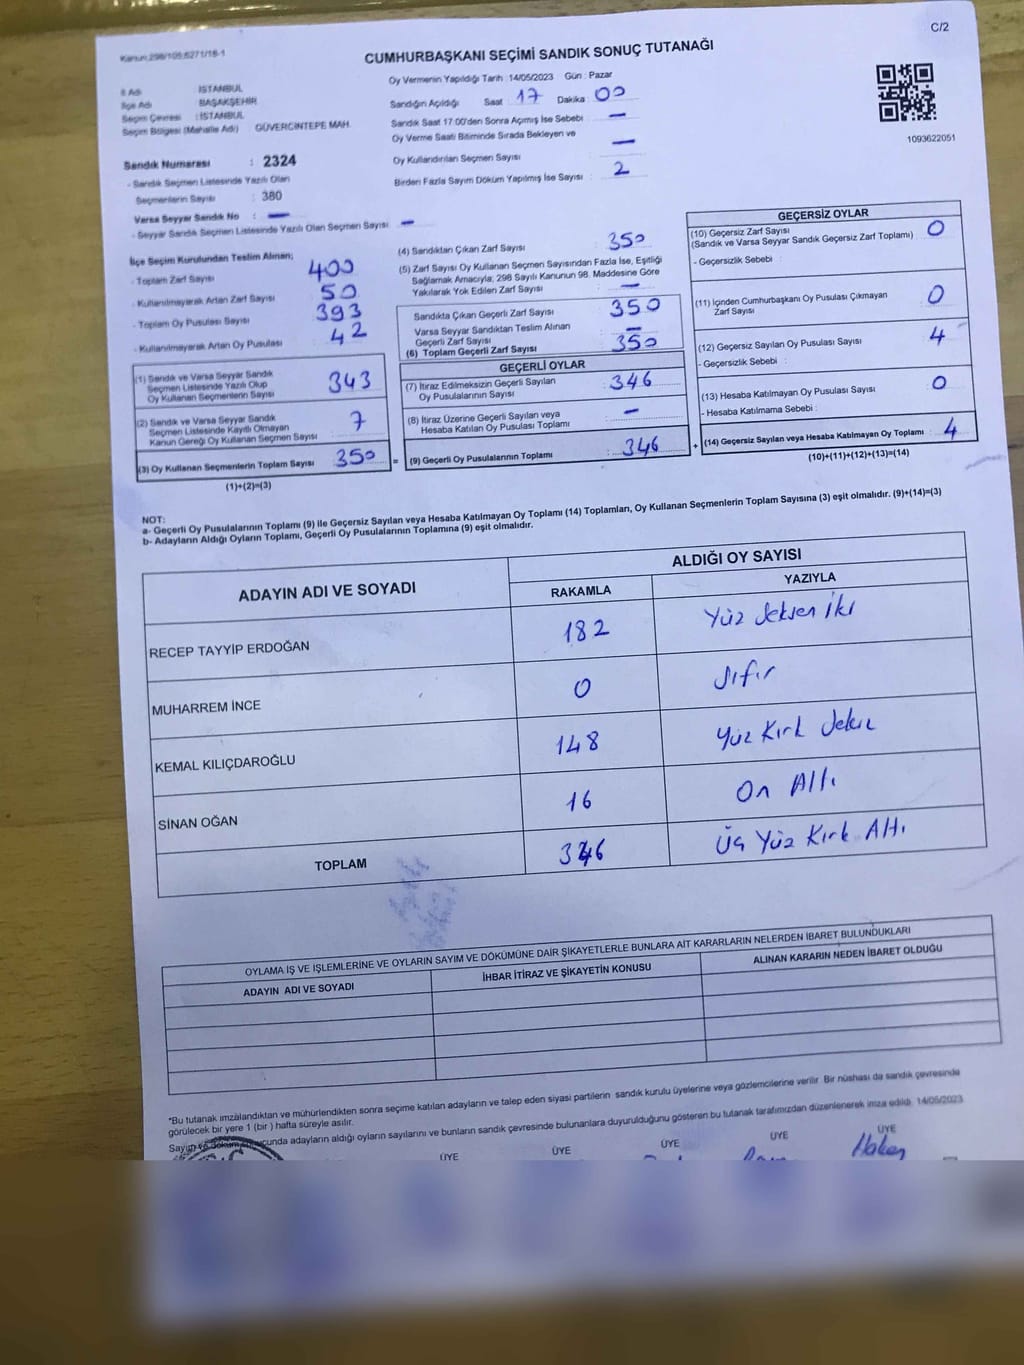 C/2
Kanun:298/105;6271/18-1
CUMHURBAŞKANI SEÇİMİ SANDIK SONUÇ TUTANAĞI
Oy Vermenin Yapıldığı Tarih :14/05/2023 Gün : Pazar
İl Adı : İSTANBUL
İlçe Adı : BAŞAKŞEHİR
Seçim Çevresi : İSTANBUL
Seçim Bölgesi (Mahalle Adı) GÜVERCİNTEPE MAH.
Sandığın Açıldığı Saat 17 Dakika 00
Sandık Saat 17:00'den Sonra Açımış İse Sebebi —
Oy Verme Saati Bitiminde Sırada Bekleyen ve
Oy Kullandırılan Seçmen Sayısı : —
Birden Fazla Sayım Döküm Yapılmış İse Sayısı : 2
1093622051
Sandık Numarası : 2324
- Sandık Seçmen Listesinde Yazılı Olan
Seçmenlerin Sayısı : 380
Varsa Seyyar Sandık No : —
- Seyyar Sandık Seçmen Listesinde Yazılı Olan Seçmen Sayısı : —
İlçe Seçim Kurulundan Teslim Alınan;
- Toplam Zarf Sayısı : 400
- Kullanılmayarak Artan Zarf Sayısı : 50
- Toplam Oy Pusulası Sayısı : 393
- Kullanılmayarak Artan Oy Pusulası : 42
(1) Sandık ve Varsa Seyyar Sandık
Seçmen Listesinde Yazılı Olup
Oy Kullanan Seçmenlerin Sayısı : 343
(2) Sandık ve Varsa Seyyar Sandık
Seçmen Listesinde Kayıtlı Olmayan
Kanun Gereği Oy Kullanan Seçmen Sayısı : 7
(3) Oy Kullanan Seçmenlerin Toplam Sayısı : 350
(1)+(2)=(3)
(4) Sandıktan Çıkan Zarf Sayısı : 350
(5) Zarf Sayısı Oy Kullanan Seçmen Sayısından Fazla İse, Eşitliği
Sağlamak Amacıyla; 298 Sayılı Kanunun 98. Maddesine Göre
Yakılarak Yok Edilen Zarf Sayısı : —
Sandıkta Çıkan Geçerli Zarf Sayısı : 350
Varsa Seyyar Sandıktan Teslim Alınan
Geçerli Zarf Sayısı : —
(6) Toplam Geçerli Zarf Sayısı : 350
GEÇERLİ OYLAR
(7) İtiraz Edilmeksizin Geçerli Sayılan
Oy Pusulalarının Sayısı : 346
(8) İtiraz Üzerine Geçerli Sayılan veya
Hesaba Katılan Oy Pusulası Toplamı : —
= (9) Geçerli Oy Pusulalarının Toplamı : 346
GEÇERSİZ OYLAR
(10) Geçersiz Zarf Sayısı
(Sandık ve Varsa Seyyar Sandık Geçersiz Zarf Toplamı) : 0
- Geçersizlik Sebebi :
(11) İçinden Cumhurbaşkanı Oy Pusulası Çıkmayan
Zarf Sayısı : 0
(12) Geçersiz Sayılan Oy Pusulası Sayısı : 4
- Geçersizlik Sebebi :
(13) Hesaba Katılmayan Oy Pusulası Sayısı : 0
- Hesaba Katılmama Sebebi :
+ (14) Geçersiz Sayılan veya Hesaba Katılmayan Oy Toplamı : 4
(10)+(11)+(12)+(13)=(14)
NOT:
a- Geçerli Oy Pusulalarının Toplamı (9) ile Geçersiz Sayılan veya Hesaba Katılmayan Oy Toplamı (14) Toplamları, Oy Kullanan Seçmenlerin Toplam Sayısına (3) eşit olmalıdır. (9)+(14)=(3)
b- Adayların Aldığı Oyların Toplamı, Geçerli Oy Pusulalarının Toplamına (9) eşit olmalıdır.
ADAYIN ADI VE SOYADI ALDIĞI OY SAYISI
RAKAMLA YAZIYLA
RECEP TAYYİP ERDOĞAN 182 Yüz Seksen İki
MUHARREM İNCE 0 Sıfır
KEMAL KILIÇDAROĞLU 148 Yüz Kırk Sekiz
SİNAN OĞAN 16 On Altı
TOPLAM 346 Üç Yüz Kırk Altı
OYLAMA İŞ VE İŞLEMLERİNE VE OYLARIN SAYIM VE DÖKÜMÜNE DAİR ŞİKAYETLERLE BUNLARA AİT KARARLARIN NELERDEN İBARET BULUNDUKLARI
ADAYIN ADI VE SOYADI İHBAR İTİRAZ VE ŞİKAYETİN KONUSU ALINAN KARARIN NEDEN İBARET OLDUĞU
*Bu tutanak imzalandıktan ve mühürlendikten sonra seçime katılan adayların ve talep eden siyasi partilerin sandık kurulu üyelerine veya gözlemcilerine verilir. Bir nüshası da sandık çevresinde
görülecek bir yere 1 (bir ) hafta süreyle asılır.
Sayım ve döküm sonucunda adayların aldığı oyların sayılarını ve bunların sandık çevresinde bulunanlara duyurulduğunu gösteren bu tutanak tarafımızdan düzenlenerek imza edildi. 14/05/2023
ÜYE ÜYE ÜYE ÜYE ÜYE
Hakan